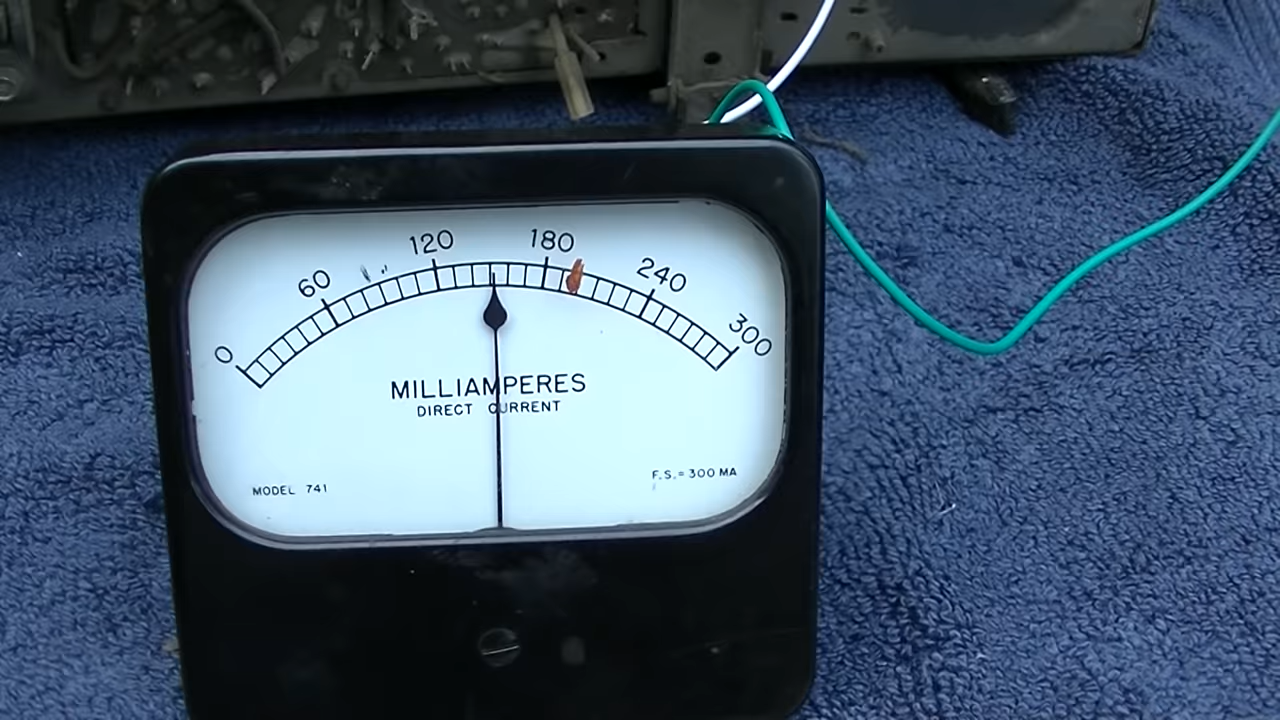 0 60 120 180 240 300
MILLIAMPERES
DIRECT CURRENT
MODEL 741
F.S.= 300 MA